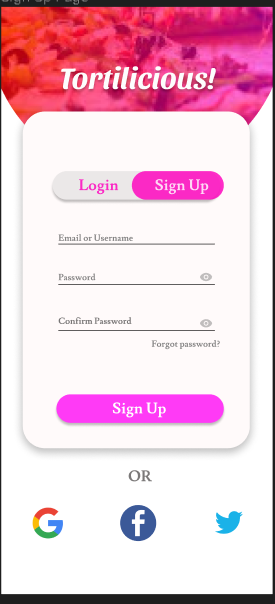 Sign Up Page
Tortilicious!
Login
Sign Up
Email or Username
Password
Confirm Password
Forgot password?
Sign Up
OR